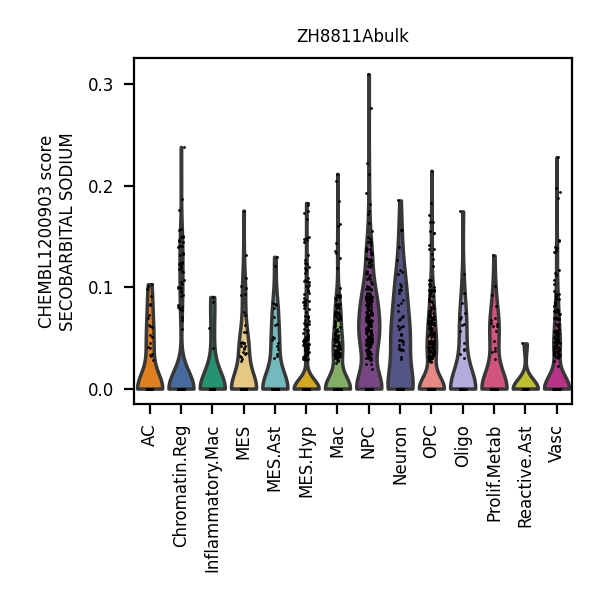 ZH8811Abulk
CHEMBL1200903 score
SECOBARBITAL SODIUM
0.3
0.2
0.1
0.0
AC
Chromatin.Reg
Inflammatory.Mac
MES
MES.Ast
MES.Hyp
Mac
NPC
Neuron
OPC
Oligo
Prolif.Metab
Reactive.Ast
Vasc